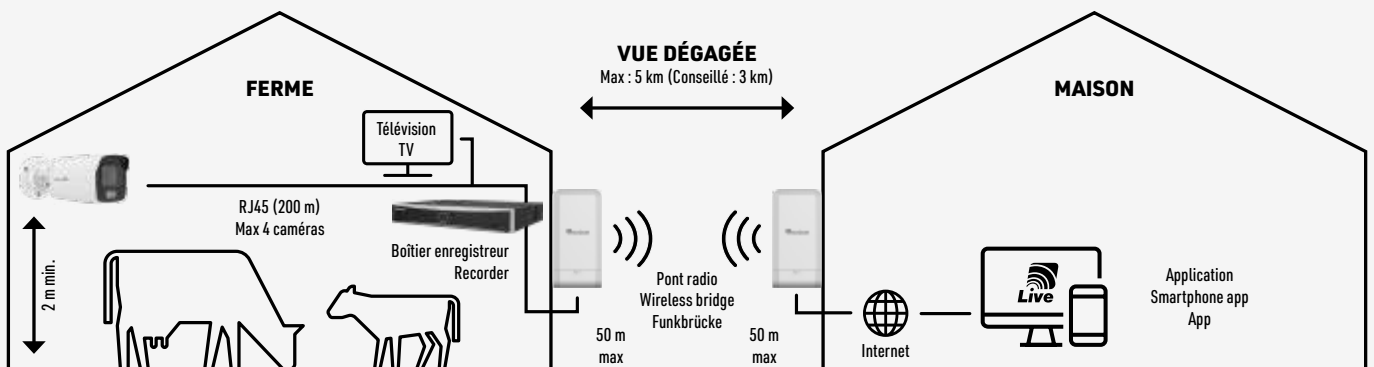 FERME
Télévision
TV
RJ45 (200 m)
Max 4 caméras
Boîtier enregistreur
Recorder
2 m min.
VUE DÉGAGÉE
Max : 5 km (Conseillé : 3 km)
Pont radio
Wireless bridge
Funkbrücke
50 m
max
50 m
max
MAISON
Internet
Live
Application
Smartphone app
App